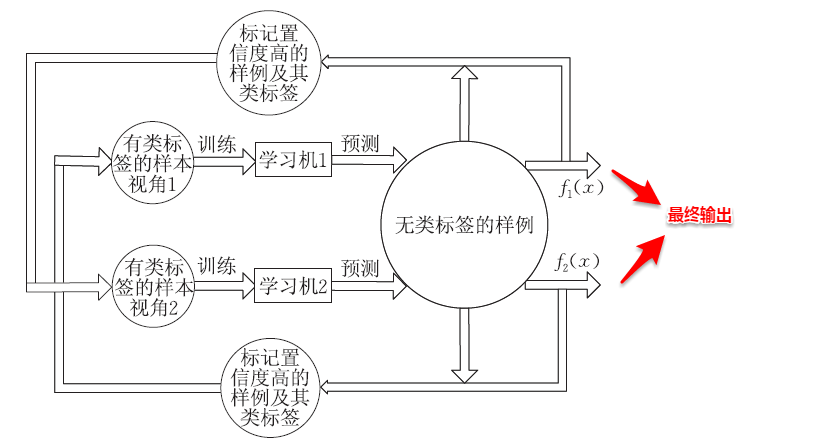 标记置
信度高的
样例及其
类标签
有类标
签的样本
视角1
训练
学习机1
预测
无类标签的样例
f₁(x)
最终输出
有类标
签的样本
视角2
训练
学习机2
预测
f₂(x)
标记置
信度高的
样例及其
类标签